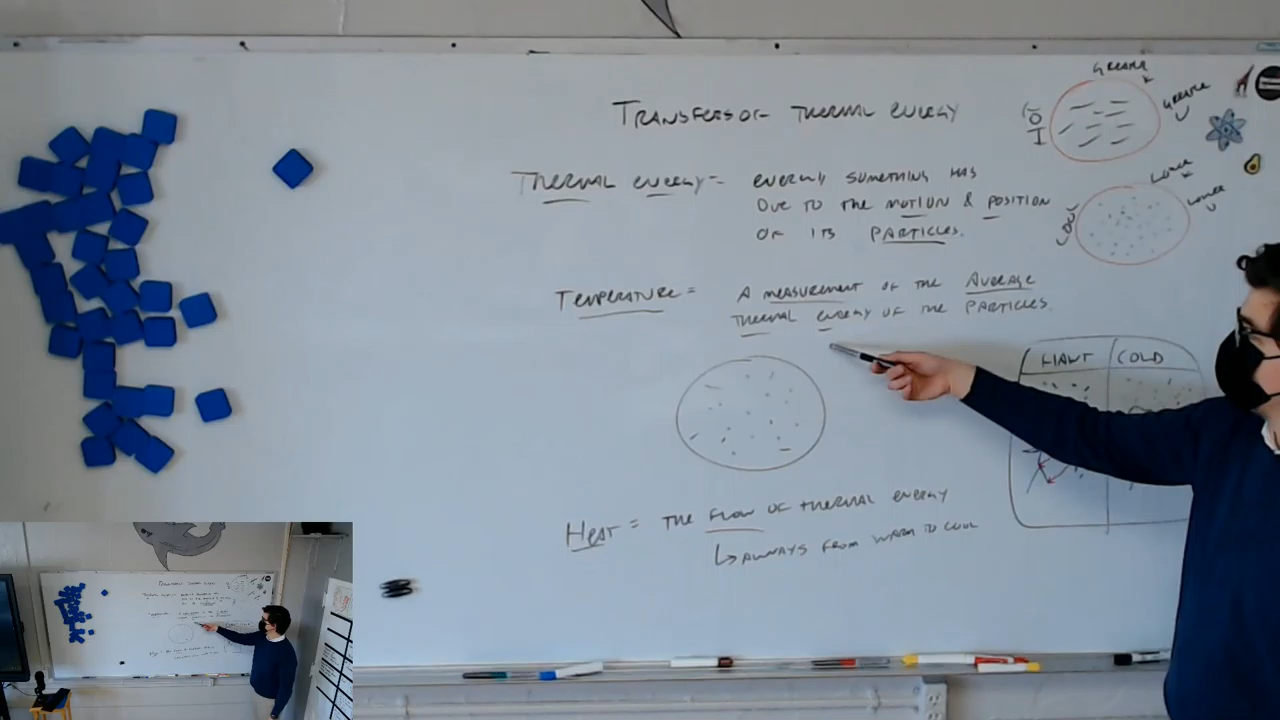 TRANSFERS OF THERMAL ENERGY
THERMAL ENERGY = ENERGY SOMETHING HAS
DUE TO THE MOTION & POSITION
OF ITS PARTICLES.
TEMPERATURE = A MEASUREMENT OF THE AVERAGE
THERMAL ENERGY OF THE PARTICLES.
HEAT = THE FLOW OF THERMAL ENERGY
↳ ALWAYS FROM WARM TO COOL
HOT
GREATER
K
GREATER
U
COOL
LOWER
K
LOWER
U
COLD